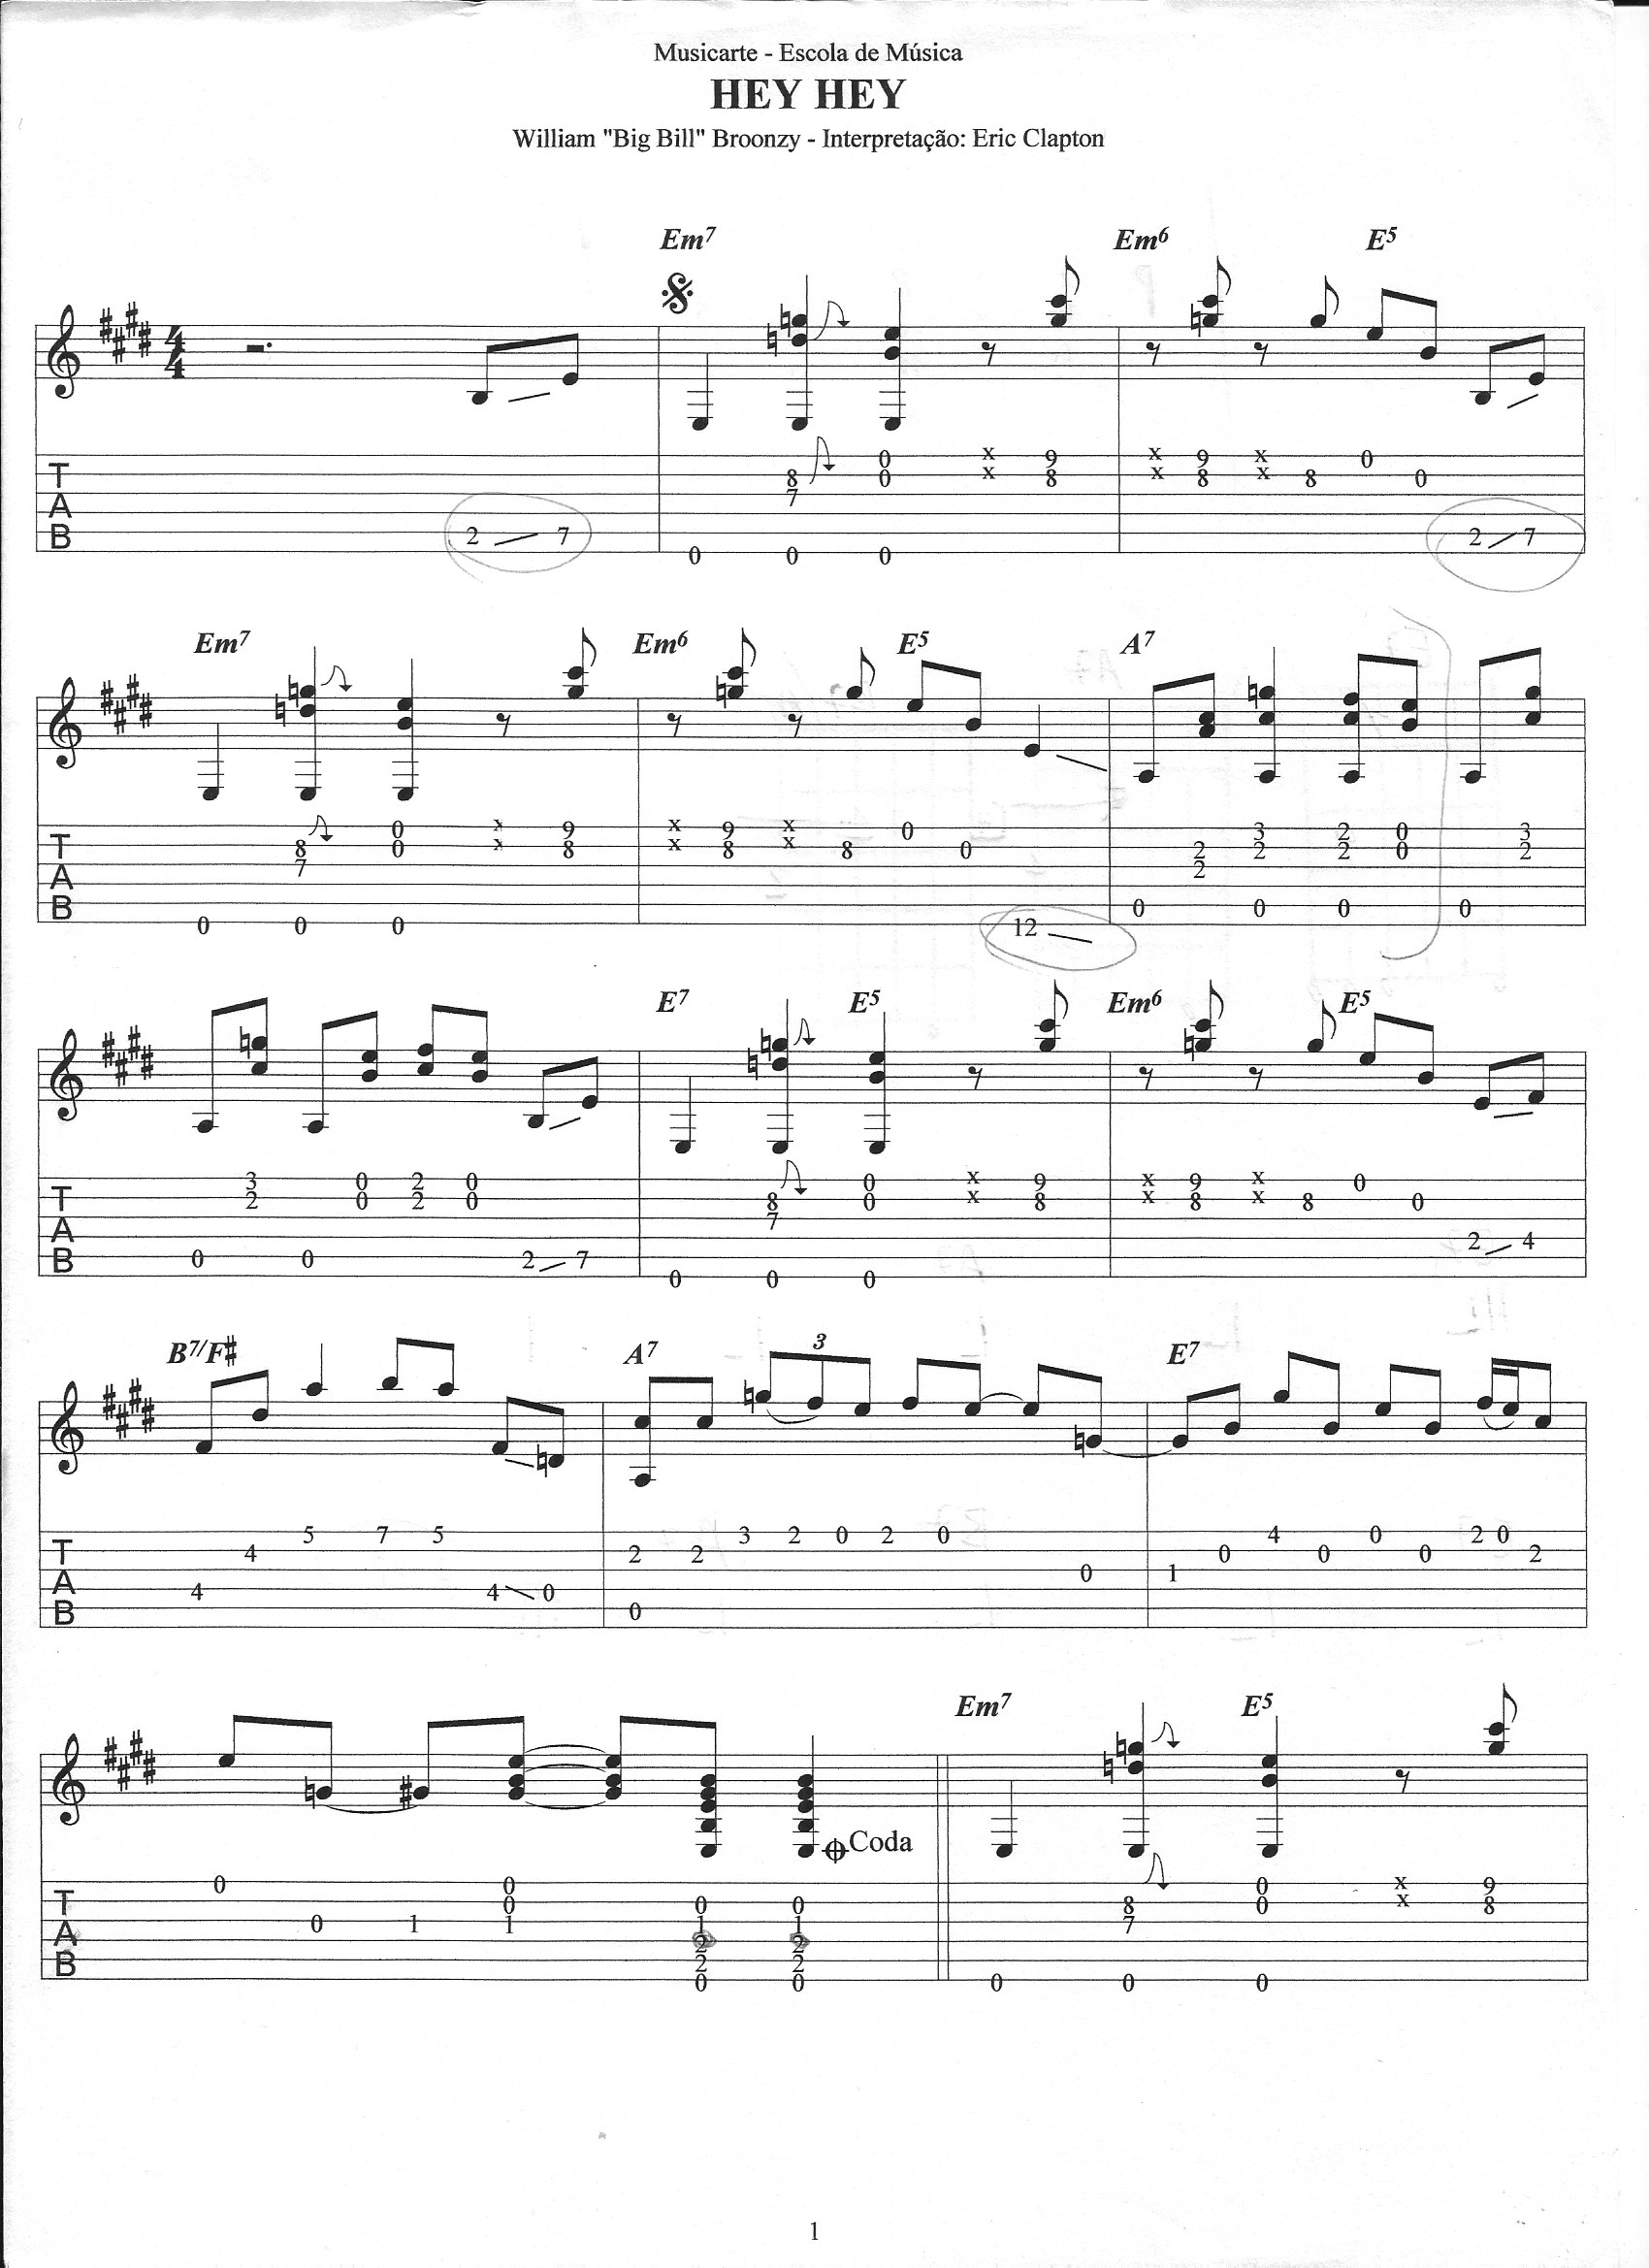 Musicarte - Escola de Música
HEY HEY
William "Big Bill" Broonzy - Interpretação: Eric Clapton
Em7 Em6 E5
4
4
T 8 0 x 9 x 9 x 8 0 0
A 7 0 x 8 x 8 x
B 2 7 0 0 0 2 7
Em7 Em6 E5 A7
T 8 0 x 9 x 9 x 8 0 0 2 3 2 0 3
A 7 0 x 8 x 8 x 2 2 2 0 2
B 0 0 0 12 0 0 0 0
E7 E5 Em6 E5
T 3 0 2 0 8 0 x 9 x 9 x 8 0 0
A 2 0 2 0 7 0 x 8 x 8 x 2 4
B 0 0 2 7 0 0 0
B7/F# A7 3 E7
T 4 5 7 5 2 2 3 2 0 2 0 0 4 0 0 0 2 0 2
A 4 4 0 0 1
B 0
Em7 E5
Coda
T 0 0 0 0 8 0 x 9
A 0 1 0 1 1 7 0 x 8
B 1 2 2
2 2
0 0 0 0 0
1